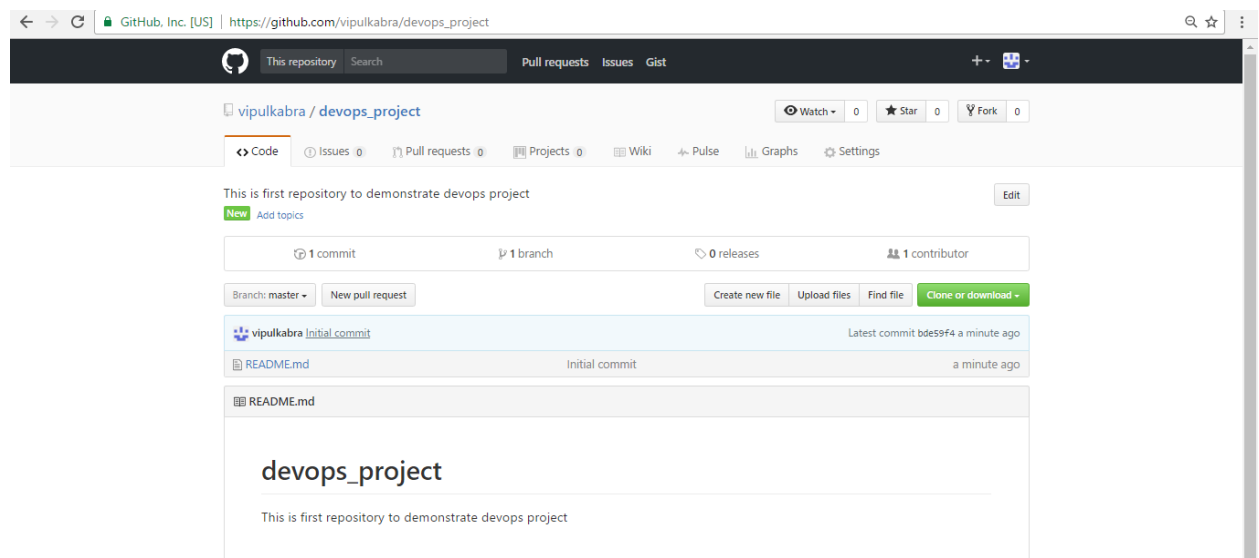 GitHub, Inc. [US] | https://github.com/vipulkabra/devops_project
This repository Search Pull requests Issues Gist
vipulkabra / devops_project Watch 0 Star 0 Fork 0
Code Issues 0 Pull requests 0 Projects 0 Wiki Pulse Graphs Settings
This is first repository to demonstrate devops project Edit
New Add topics
1 commit 1 branch 0 releases 1 contributor
Branch: master New pull request Create new file Upload files Find file Clone or download
vipulkabra Initial commit Latest commit bde59f4 a minute ago
README.md Initial commit a minute ago
README.md
devops_project
This is first repository to demonstrate devops project